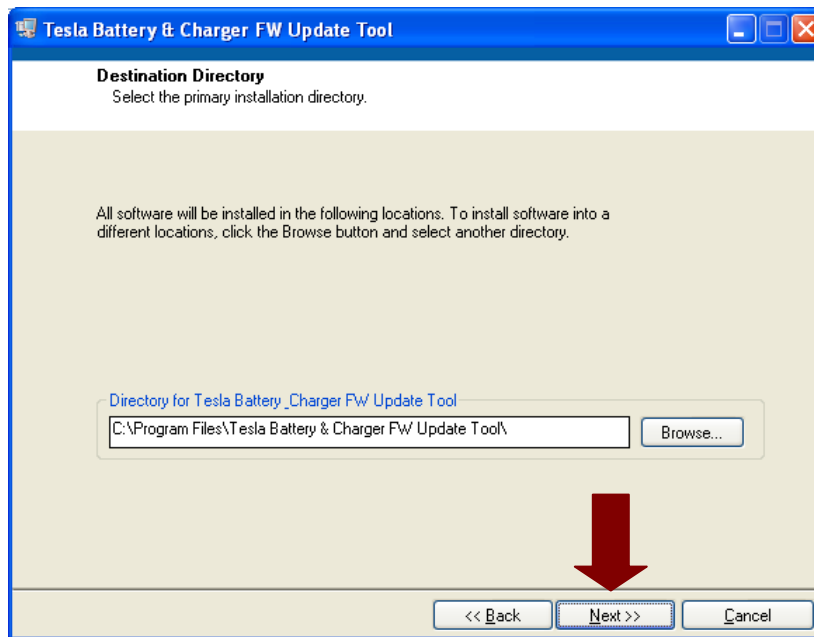 Tesla Battery & Charger FW Update Tool
Destination Directory
Select the primary installation directory.
All software will be installed in the following locations. To install software into a
different locations, click the Browse button and select another directory.
Directory for Tesla Battery _Charger FW Update Tool
C:\Program Files\Tesla Battery & Charger FW Update Tool\
Browse...
<< Back
Next >>
Cancel